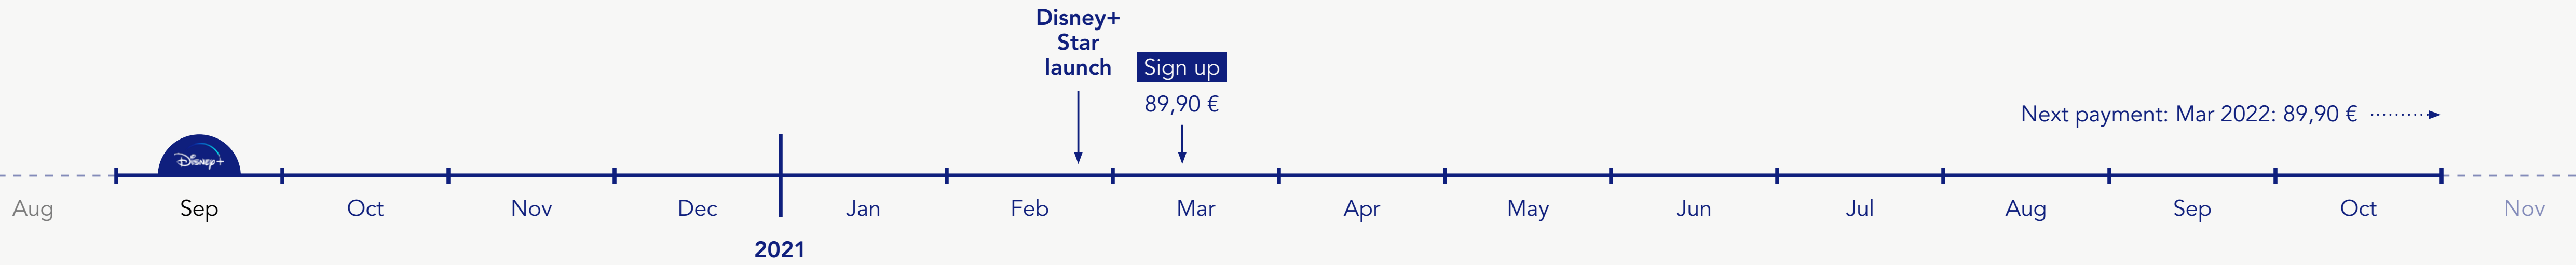 Disney+
Star
launch
Sign up
89,90 €
Next payment: Mar 2022: 89,90 €
Disney+
Aug
Sep
Oct
Nov
Dec
Jan
Feb
Mar
Apr
May
Jun
Jul
Aug
Sep
Oct
Nov
2021